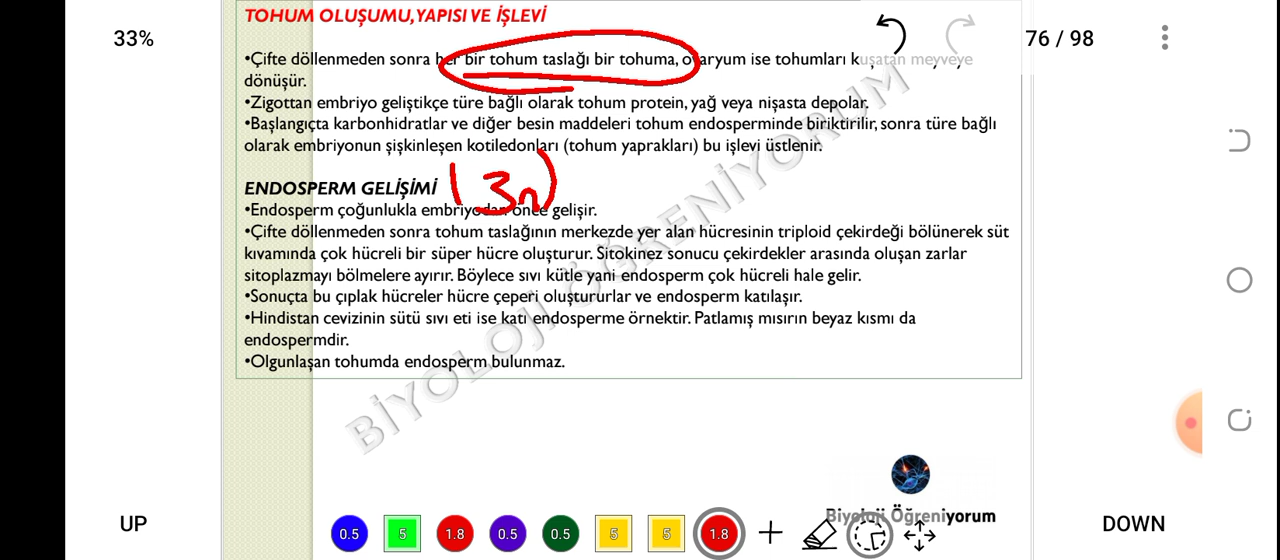 TOHUM OLUŞUMU,YAPISI VE İŞLEVİ
33%
76 / 98
•Çifte döllenmeden sonra her bir tohum taslağı bir tohuma, ovaryum ise tohumları kuşatan meyveye
dönüşür.
•Zigottan embriyo geliştikçe türe bağlı olarak tohum protein, yağ veya nişasta depolar.
•Başlangıçta karbonhidratlar ve diğer besin maddeleri tohum endosperminde biriktirilir, sonra türe bağlı
olarak embriyonun şişkinleşen kotiledonları (tohum yaprakları) bu işlevi üstlenir.
ENDOSPERM GELİŞİMİ (3n)
•Endosperm çoğunlukla embriyodan önce gelişir.
•Çifte döllenmeden sonra tohum taslağının merkezde yer alan hücresinin triploid çekirdeği bölünerek süt
kıvamında çok hücreli bir süper hücre oluşturur. Sitokinez sonucu çekirdekler arasında oluşan zarlar
sitoplazmayı bölmelere ayırır. Böylece sıvı kütle yani endosperm çok hücreli hale gelir.
•Sonuçta bu çıplak hücreler hücre çeperi oluştururlar ve endosperm katılaşır.
•Hindistan cevizinin sütü sıvı eti ise katı endosperme örnektir. Patlamış mısırın beyaz kısmı da
endospermdir.
•Olgunlaşan tohumda endosperm bulunmaz.
BİYOLOJİ ÖĞRENİYORUM
Biyoloji Öğreniyorum
UP
0.5 5 1.8 0.5 0.5 5 5 1.8
DOWN